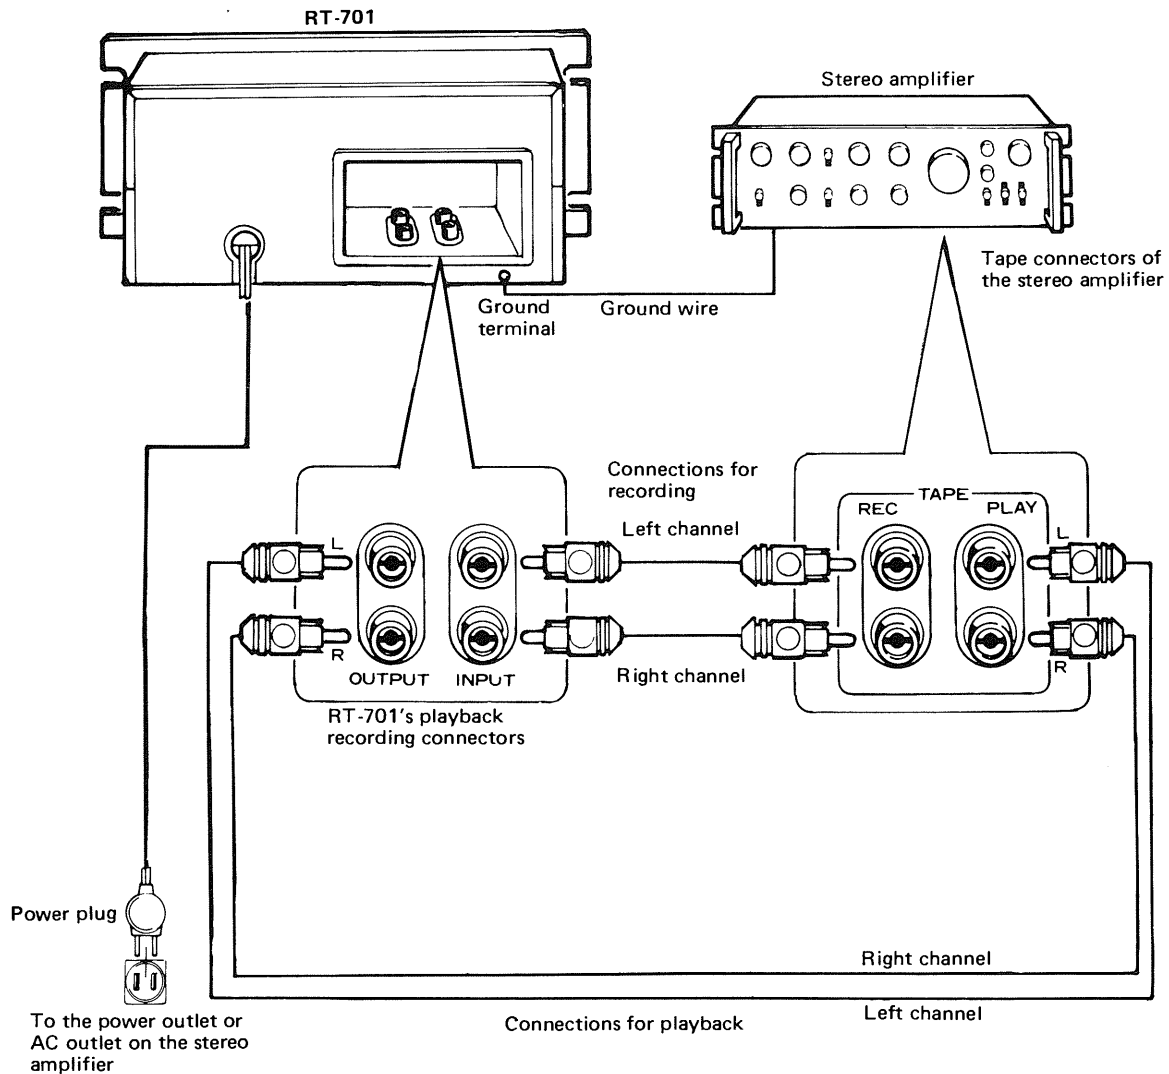 RT-701
Stereo amplifier
Tape connectors of
the stereo amplifier
Ground
terminal
Ground wire
Connections for
recording
Left channel
TAPE
REC
PLAY
L
L
R
R
OUTPUT
INPUT
Right channel
RT-701's playback
recording connectors
Power plug
Right channel
Left channel
Connections for playback
To the power outlet or
AC outlet on the stereo
amplifier